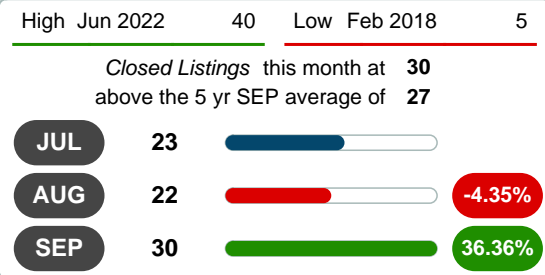 High Jun 2022 40 Low Feb 2018 5
Closed Listings this month at 30
above the 5 yr SEP average of 27
JUL 23
AUG 22 -4.35%
SEP 30 36.36%